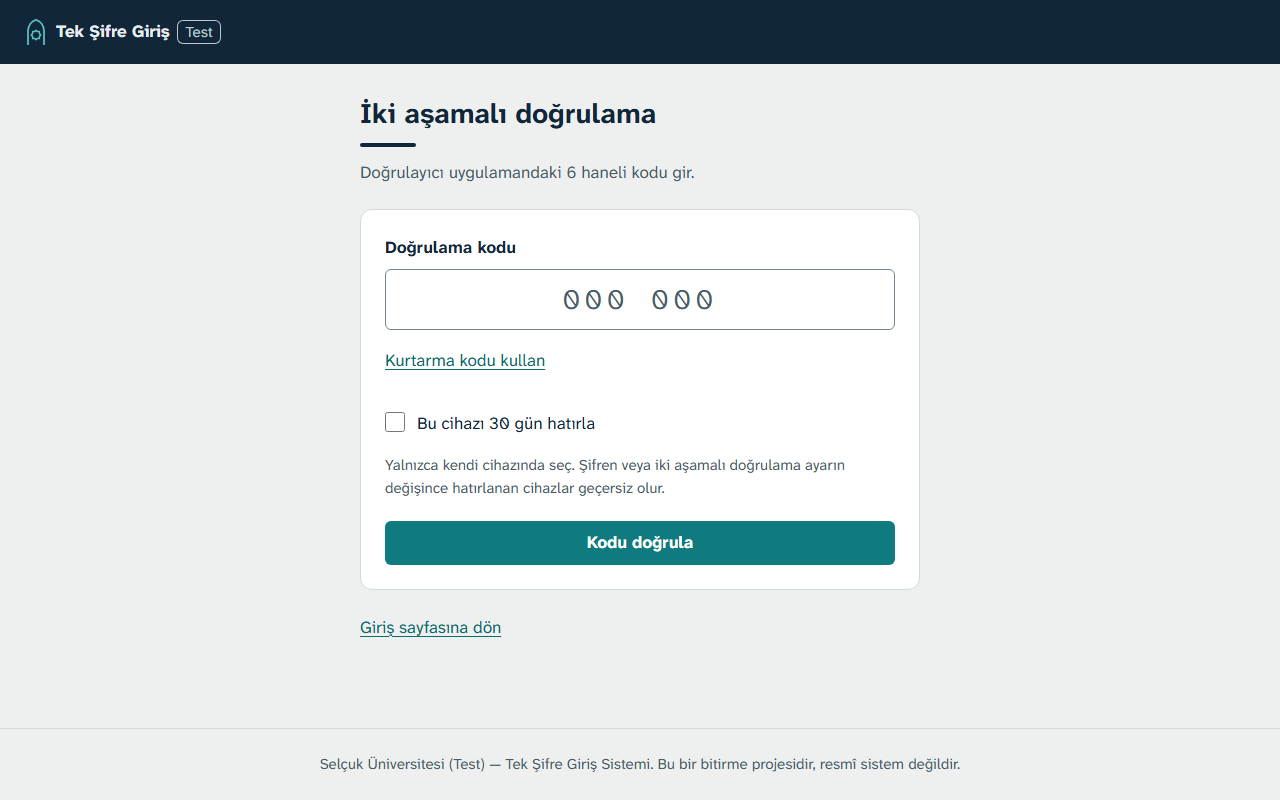 Tek Şifre Giriş Test
İki aşamalı doğrulama
Doğrulayıcı uygulamandaki 6 haneli kodu gir.
Doğrulama kodu
000 000
Kurtarma kodu kullan
Bu cihazı 30 gün hatırla
Yalnızca kendi cihazında seç. Şifren veya iki aşamalı doğrulama ayarın
değişince hatırlanan cihazlar geçersiz olur.
Kodu doğrula
Giriş sayfasına dön
Selçuk Üniversitesi (Test) — Tek Şifre Giriş Sistemi. Bu bir bitirme projesidir, resmî sistem değildir.